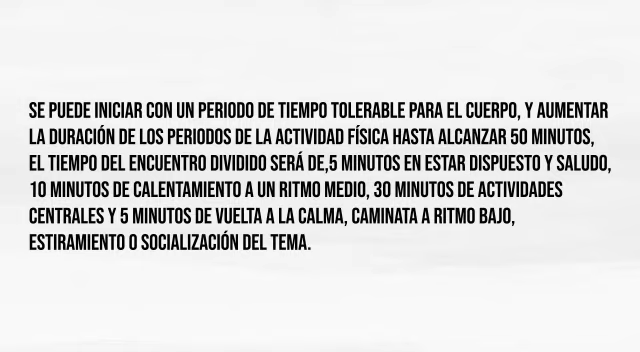 SE PUEDE INICIAR CON UN PERIODO DE TIEMPO TOLERABLE PARA EL CUERPO, Y AUMENTAR
LA DURACIÓN DE LOS PERIODOS DE LA ACTIVIDAD FÍSICA HASTA ALCANZAR 50 MINUTOS,
EL TIEMPO DEL ENCUENTRO DIVIDIDO SERÁ DE,5 MINUTOS EN ESTAR DISPUESTO Y SALUDO,
10 MINUTOS DE CALENTAMIENTO A UN RITMO MEDIO, 30 MINUTOS DE ACTIVIDADES
CENTRALES Y 5 MINUTOS DE VUELTA A LA CALMA, CAMINATA A RITMO BAJO,
ESTIRAMIENTO O SOCIALIZACIÓN DEL TEMA.